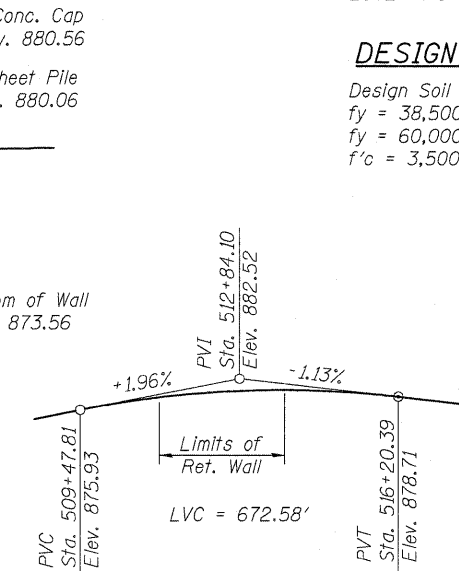 Conc. Cap
880.56
heet Pile
880.06
DESIGN
Design Soil
fy = 38,500
fy = 60,000
f'c = 3,500
om of Wall
873.56
PVI
Sta. 512+84.10
Elev. 882.52
+1.96%
-1.13%
Limits of
Ret. Wall
LVC = 672.58'
PVC
Sta. 509+47.81
Elev. 875.93
PVT
Sta. 516+20.39
Elev. 878.71